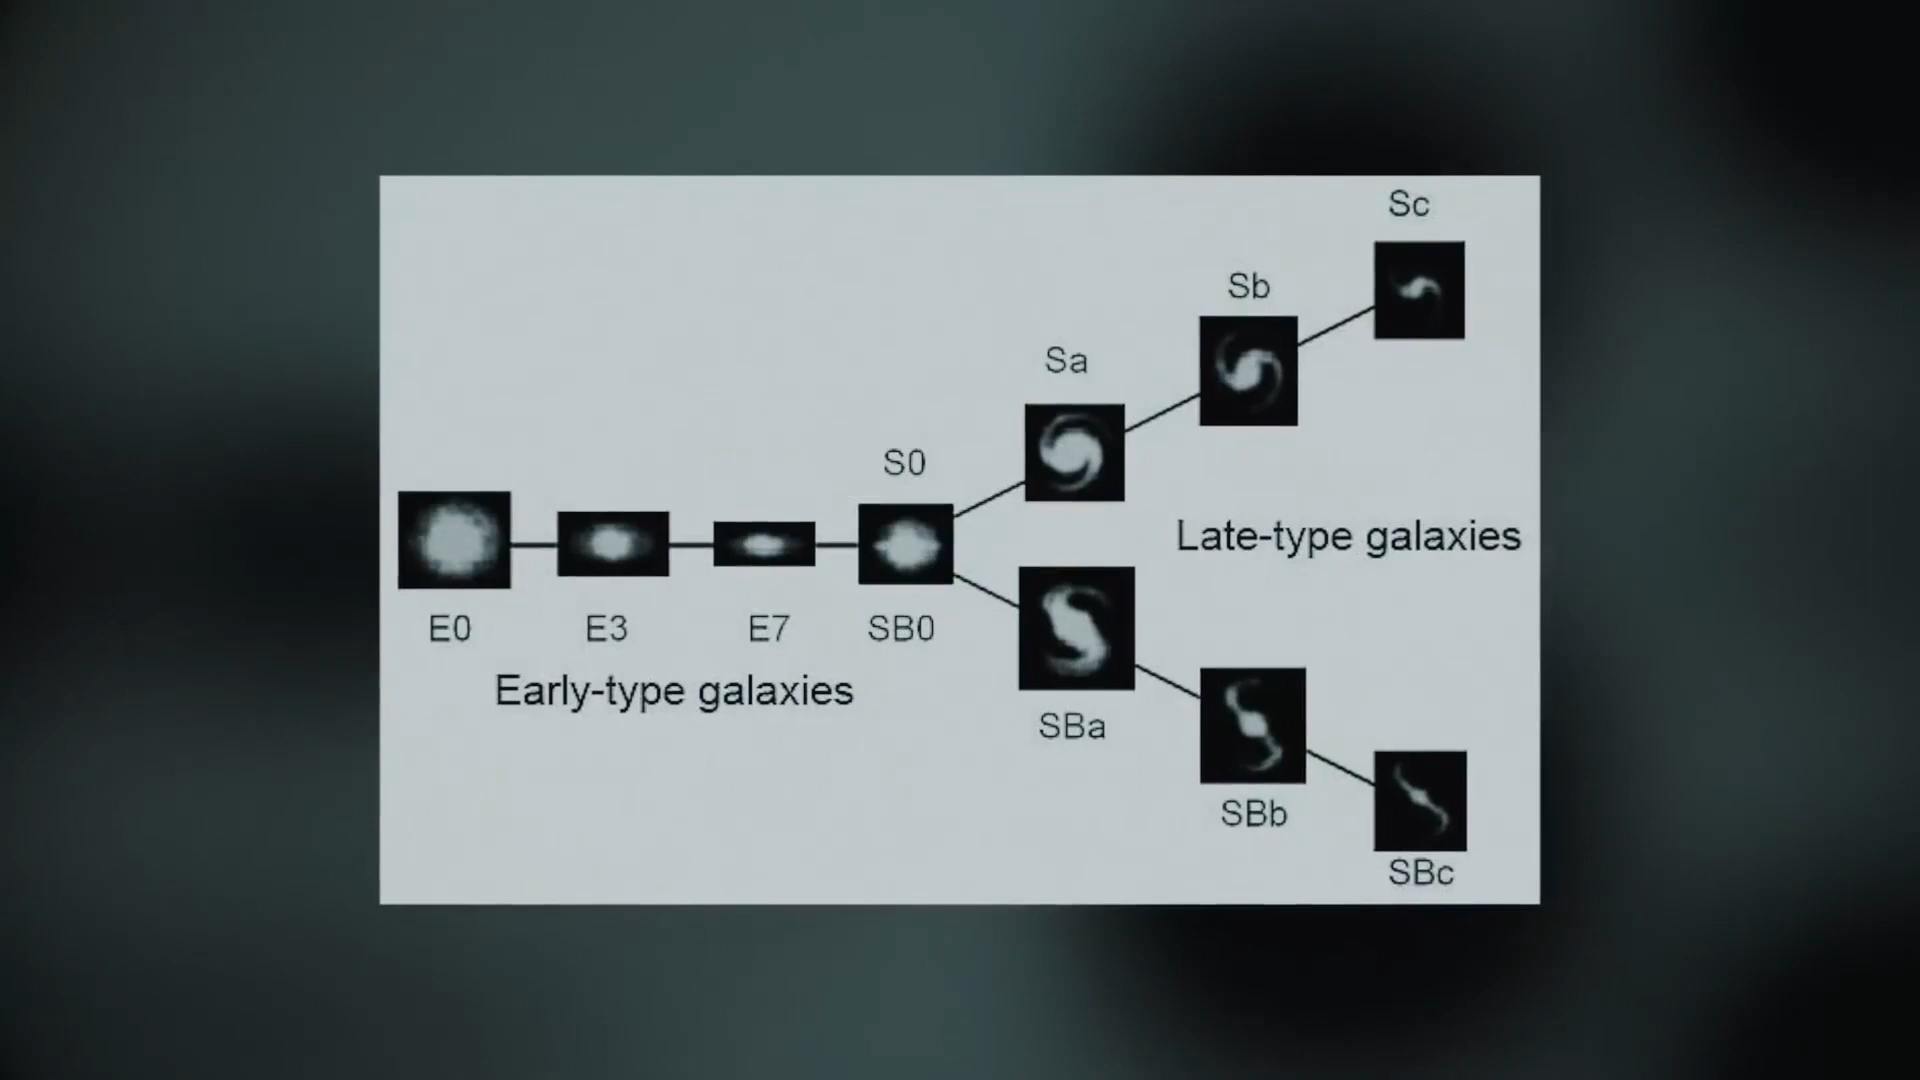 Sc
Sb
Sa
S0
Late-type galaxies
E0 E3 E7 SB0
Early-type galaxies
SBa
SBb
SBc